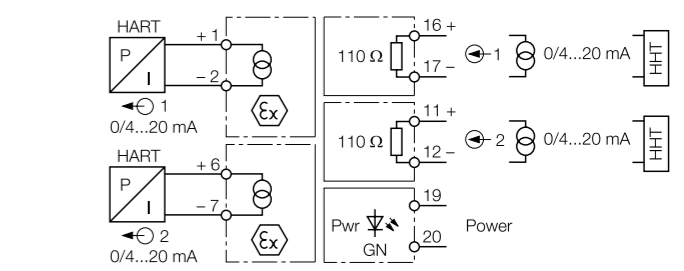 HART
P
I
+ 1
− 2
1
0/4...20 mA
Ex
110 Ω
16 +
17 −
1
0/4...20 mA
HHT
110 Ω
11 +
12 −
2
0/4...20 mA
HHT
HART
P
I
+ 6
− 7
2
0/4...20 mA
Ex
Pwr
GN
19
20
Power